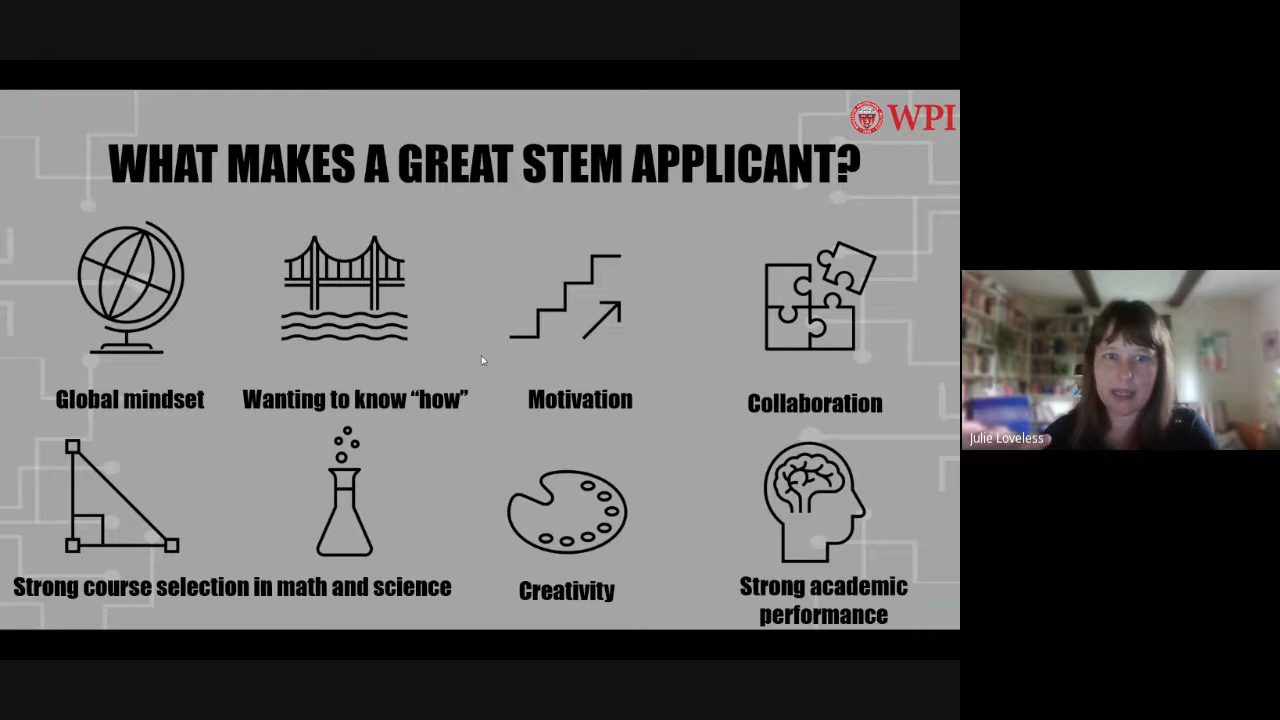 WPI
WHAT MAKES A GREAT STEM APPLICANT?
Global mindset
Wanting to know “how”
Motivation
Collaboration
Strong course selection in math and science
Creativity
Strong academic
performance
Julie Loveless